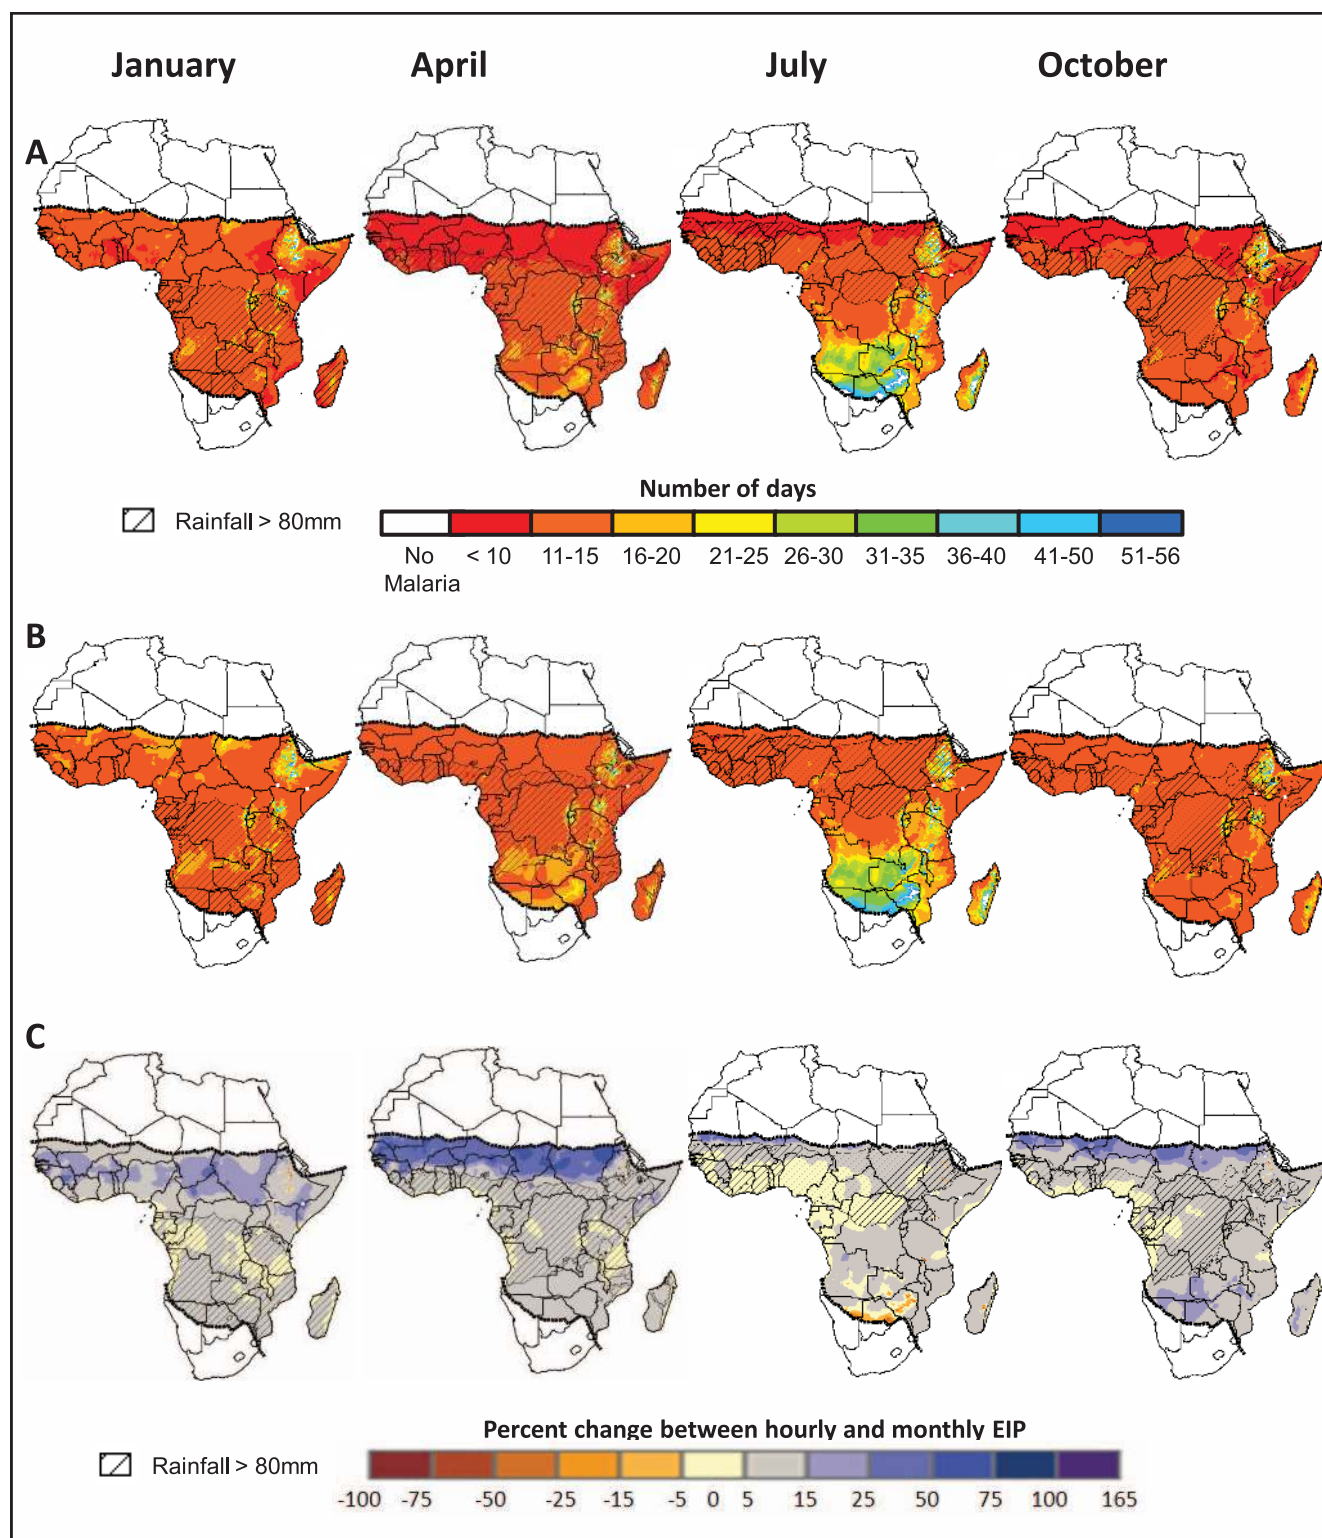 January April July October
A
Number of days
Rainfall > 80mm
No Malaria < 10 11-15 16-20 21-25 26-30 31-35 36-40 41-50 51-56
B
C
Percent change between hourly and monthly EIP
Rainfall > 80mm
-100 -75 -50 -25 -15 -5 0 5 15 25 50 75 100 165